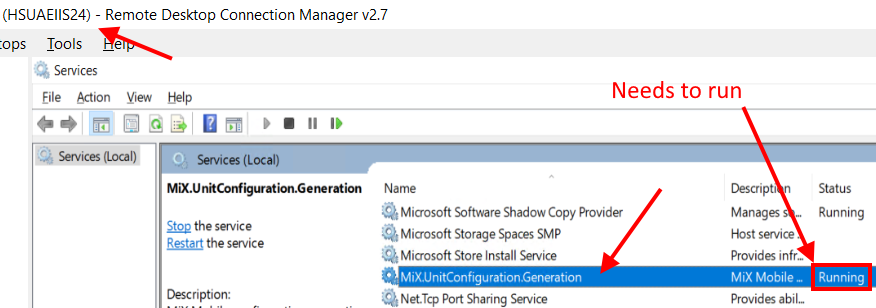 (HSUAEIIS24) - Remote Desktop Connection Manager v2.7
tops Tools Help
Services
File Action View Help
Needs to run
Services (Local)
Services (Local)
MiX.UnitConfiguration.Generation
Stop the service
Restart the service
Description:
Name Description Status
Microsoft Software Shadow Copy Provider Manages so... Running
Microsoft Storage Spaces SMP Host service ...
Microsoft Store Install Service Provides infr...
MiX.UnitConfiguration.Generation MiX Mobile ... Running
Net.Tcp Port Sharing Service Provides abil...